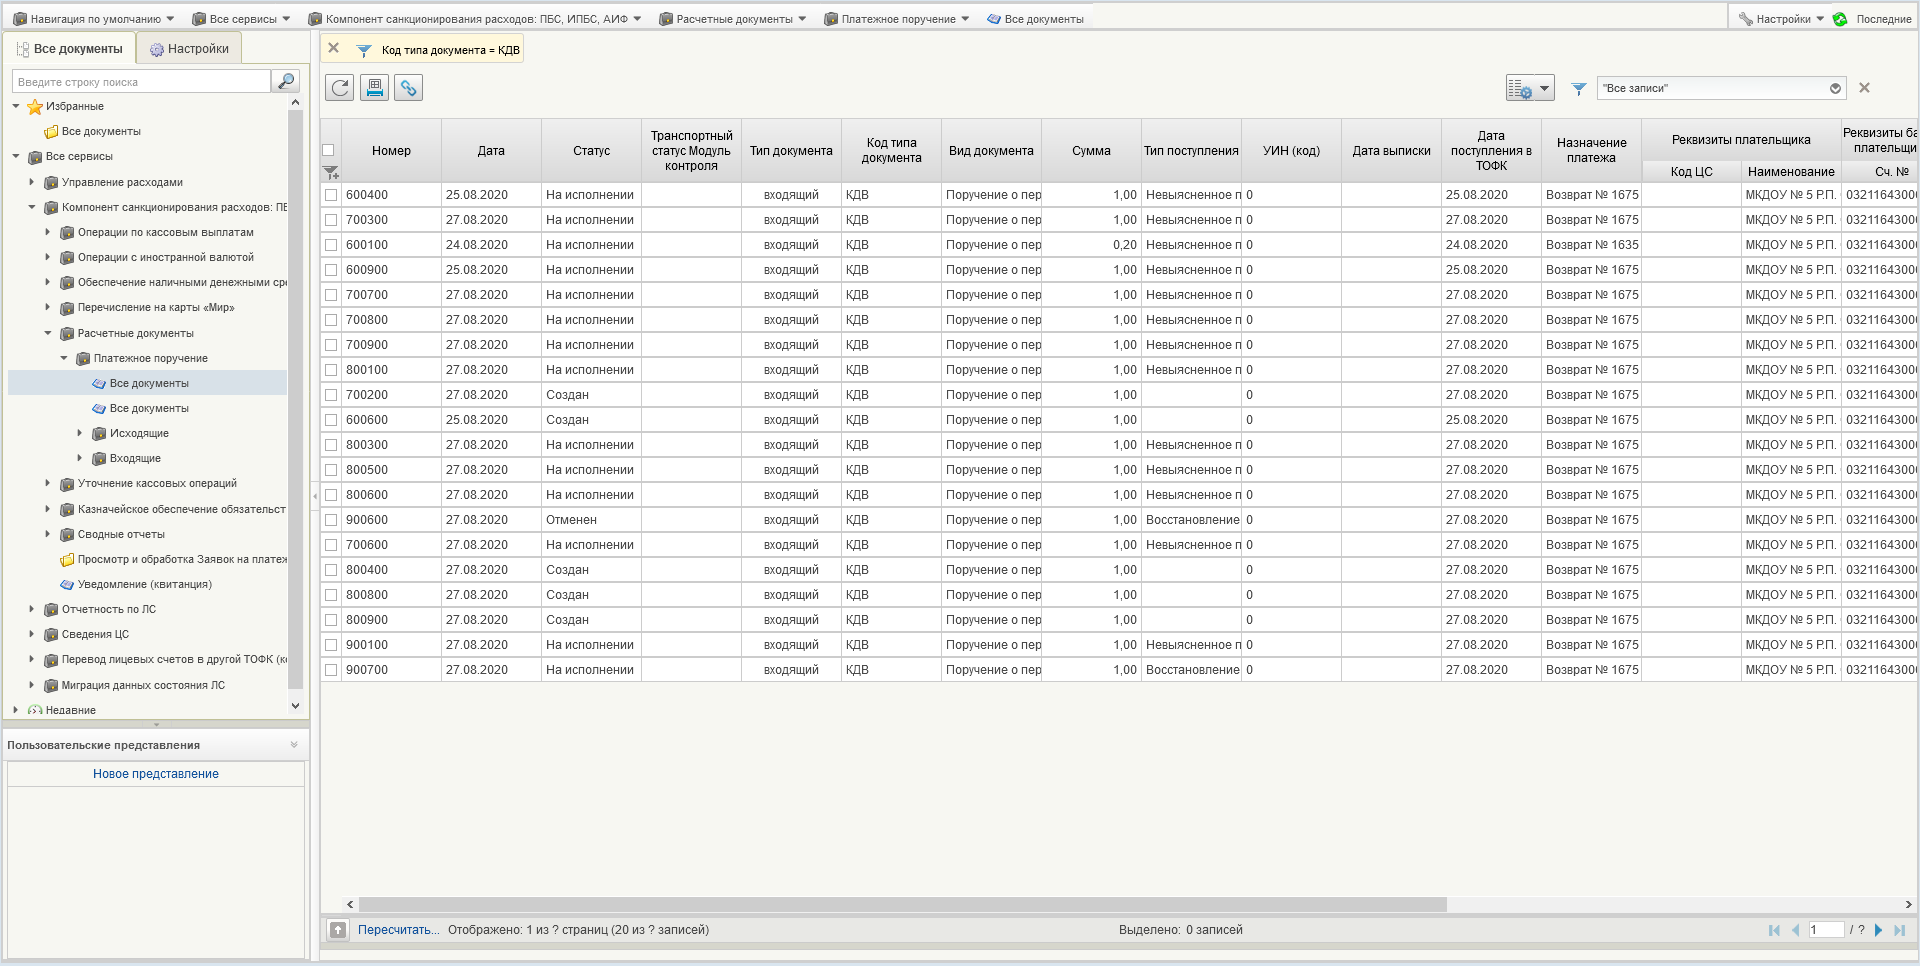 Навигация по умолчанию Все сервисы Компонент санкционирования расходов: ПБС, ИПБС, АИФ Расчетные документы Платежное поручение Все документы Настройки Последние
Все документы Настройки
Код типа документа = КДВ
Введите строку поиска
"Все записи"
Избранные
Все документы
Все сервисы
Управление расходами
Компонент санкционирования расходов: ПБ
Операции по кассовым выплатам
Операции с иностранной валютой
Обеспечение наличными денежными сре
Перечисление на карты «Мир»
Расчетные документы
Платежное поручение
Все документы
Все документы
Исходящие
Входящие
Уточнение кассовых операций
Казначейское обеспечение обязательст
Сводные отчеты
Просмотр и обработка Заявок на платеж
Уведомление (квитанция)
Отчетность по ЛС
Сведения ЦС
Перевод лицевых счетов в другой ТОФК (к
Миграция данных состояния ЛС
Недавние
Пользовательские представления
Новое представление
Номер Дата Статус Транспортный статус Модуль контроля Тип документа Код типа документа Вид документа Сумма Тип поступления УИН (код) Дата выписки Дата поступления в ТОФК Назначение платежа Реквизиты плательщика Реквизиты ба плательщи
Код ЦС Наименование Сч. №
600400 25.08.2020 На исполнении входящий КДВ Поручение о пер 1,00 Невыясненное п 0 25.08.2020 Возврат № 1675 МКДОУ № 5 Р.П. 0321164300
700300 27.08.2020 На исполнении входящий КДВ Поручение о пер 1,00 Невыясненное п 0 27.08.2020 Возврат № 1675 МКДОУ № 5 Р.П. 0321164300
600100 24.08.2020 На исполнении входящий КДВ Поручение о пер 0,20 Невыясненное п 0 24.08.2020 Возврат № 1635 МКДОУ № 5 Р.П. 0321164300
600900 25.08.2020 На исполнении входящий КДВ Поручение о пер 1,00 Невыясненное п 0 25.08.2020 Возврат № 1675 МКДОУ № 5 Р.П. 0321164300
700700 27.08.2020 На исполнении входящий КДВ Поручение о пер 1,00 Невыясненное п 0 27.08.2020 Возврат № 1675 МКДОУ № 5 Р.П. 0321164300
700800 27.08.2020 На исполнении входящий КДВ Поручение о пер 1,00 Невыясненное п 0 27.08.2020 Возврат № 1675 МКДОУ № 5 Р.П. 0321164300
700900 27.08.2020 На исполнении входящий КДВ Поручение о пер 1,00 Невыясненное п 0 27.08.2020 Возврат № 1675 МКДОУ № 5 Р.П. 0321164300
800100 27.08.2020 На исполнении входящий КДВ Поручение о пер 1,00 Невыясненное п 0 27.08.2020 Возврат № 1675 МКДОУ № 5 Р.П. 0321164300
700200 27.08.2020 Создан входящий КДВ Поручение о пер 1,00 0 27.08.2020 Возврат № 1675 МКДОУ № 5 Р.П. 0321164300
600600 25.08.2020 Создан входящий КДВ Поручение о пер 1,00 0 25.08.2020 Возврат № 1675 МКДОУ № 5 Р.П. 0321164300
800300 27.08.2020 На исполнении входящий КДВ Поручение о пер 1,00 Невыясненное п 0 27.08.2020 Возврат № 1675 МКДОУ № 5 Р.П. 0321164300
800500 27.08.2020 На исполнении входящий КДВ Поручение о пер 1,00 Невыясненное п 0 27.08.2020 Возврат № 1675 МКДОУ № 5 Р.П. 0321164300
800600 27.08.2020 На исполнении входящий КДВ Поручение о пер 1,00 Невыясненное п 0 27.08.2020 Возврат № 1675 МКДОУ № 5 Р.П. 0321164300
900600 27.08.2020 Отменен входящий КДВ Поручение о пер 1,00 Восстановление 0 27.08.2020 Возврат № 1675 МКДОУ № 5 Р.П. 0321164300
700600 27.08.2020 На исполнении входящий КДВ Поручение о пер 1,00 Невыясненное п 0 27.08.2020 Возврат № 1675 МКДОУ № 5 Р.П. 0321164300
800400 27.08.2020 Создан входящий КДВ Поручение о пер 1,00 0 27.08.2020 Возврат № 1675 МКДОУ № 5 Р.П. 0321164300
800800 27.08.2020 Создан входящий КДВ Поручение о пер 1,00 0 27.08.2020 Возврат № 1675 МКДОУ № 5 Р.П. 0321164300
800900 27.08.2020 Создан входящий КДВ Поручение о пер 1,00 0 27.08.2020 Возврат № 1675 МКДОУ № 5 Р.П. 0321164300
900100 27.08.2020 На исполнении входящий КДВ Поручение о пер 1,00 Невыясненное п 0 27.08.2020 Возврат № 1675 МКДОУ № 5 Р.П. 0321164300
900700 27.08.2020 На исполнении входящий КДВ Поручение о пер 1,00 Восстановление 0 27.08.2020 Возврат № 1675 МКДОУ № 5 Р.П. 0321164300
Пересчитать... Отображено: 1 из ? страниц (20 из ? записей) Выделено: 0 записей 1 / ?